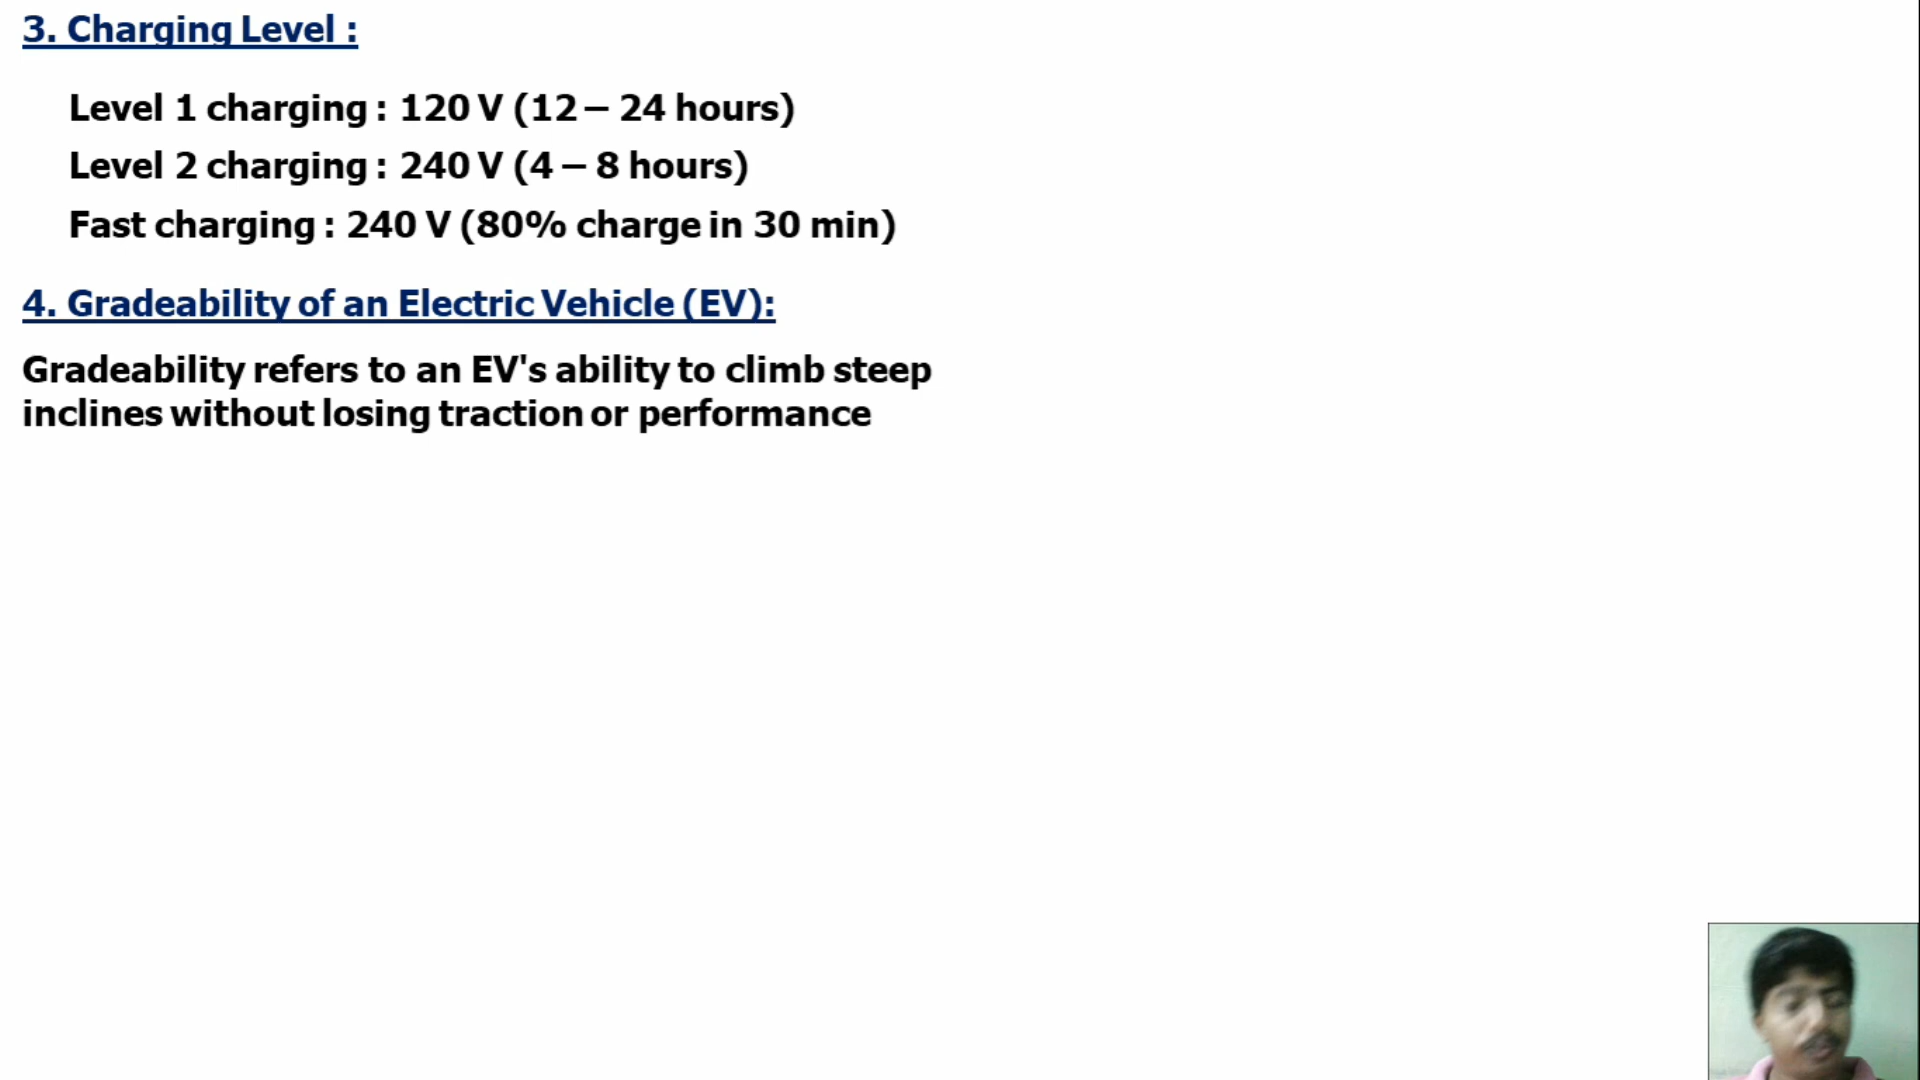 3. Charging Level :
Level 1 charging : 120 V (12 – 24 hours)
Level 2 charging : 240 V (4 – 8 hours)
Fast charging : 240 V (80% charge in 30 min)
4. Gradeability of an Electric Vehicle (EV):
Gradeability refers to an EV's ability to climb steep
inclines without losing traction or performance